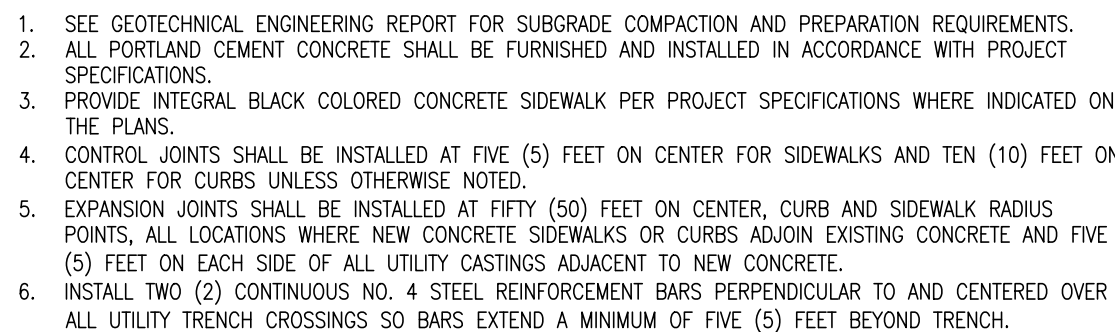 1. SEE GEOTECHNICAL ENGINEERING REPORT FOR SUBGRADE COMPACTION AND PREPARATION REQUIREMENTS.
2. ALL PORTLAND CEMENT CONCRETE SHALL BE FURNISHED AND INSTALLED IN ACCORDANCE WITH PROJECT
SPECIFICATIONS.
3. PROVIDE INTEGRAL BLACK COLORED CONCRETE SIDEWALK PER PROJECT SPECIFICATIONS WHERE INDICATED ON
THE PLANS.
4. CONTROL JOINTS SHALL BE INSTALLED AT FIVE (5) FEET ON CENTER FOR SIDEWALKS AND TEN (10) FEET ON
CENTER FOR CURBS UNLESS OTHERWISE NOTED.
5. EXPANSION JOINTS SHALL BE INSTALLED AT FIFTY (50) FEET ON CENTER, CURB AND SIDEWALK RADIUS
POINTS, ALL LOCATIONS WHERE NEW CONCRETE SIDEWALKS OR CURBS ADJOIN EXISTING CONCRETE AND FIVE
(5) FEET ON EACH SIDE OF ALL UTILITY CASTINGS ADJACENT TO NEW CONCRETE.
6. INSTALL TWO (2) CONTINUOUS NO. 4 STEEL REINFORCEMENT BARS PERPENDICULAR TO AND CENTERED OVER
ALL UTILITY TRENCH CROSSINGS SO BARS EXTEND A MINIMUM OF FIVE (5) FEET BEYOND TRENCH.